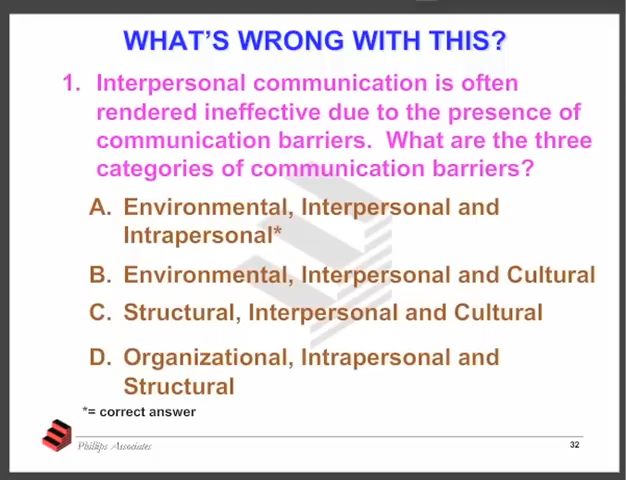 WHAT'S WRONG WITH THIS?
1. Interpersonal communication is often
rendered ineffective due to the presence of
communication barriers. What are the three
categories of communication barriers?
A. Environmental, Interpersonal and
Intrapersonal*
B. Environmental, Interpersonal and Cultural
C. Structural, Interpersonal and Cultural
D. Organizational, Intrapersonal and
Structural
*= correct answer
Phillips Associates
32